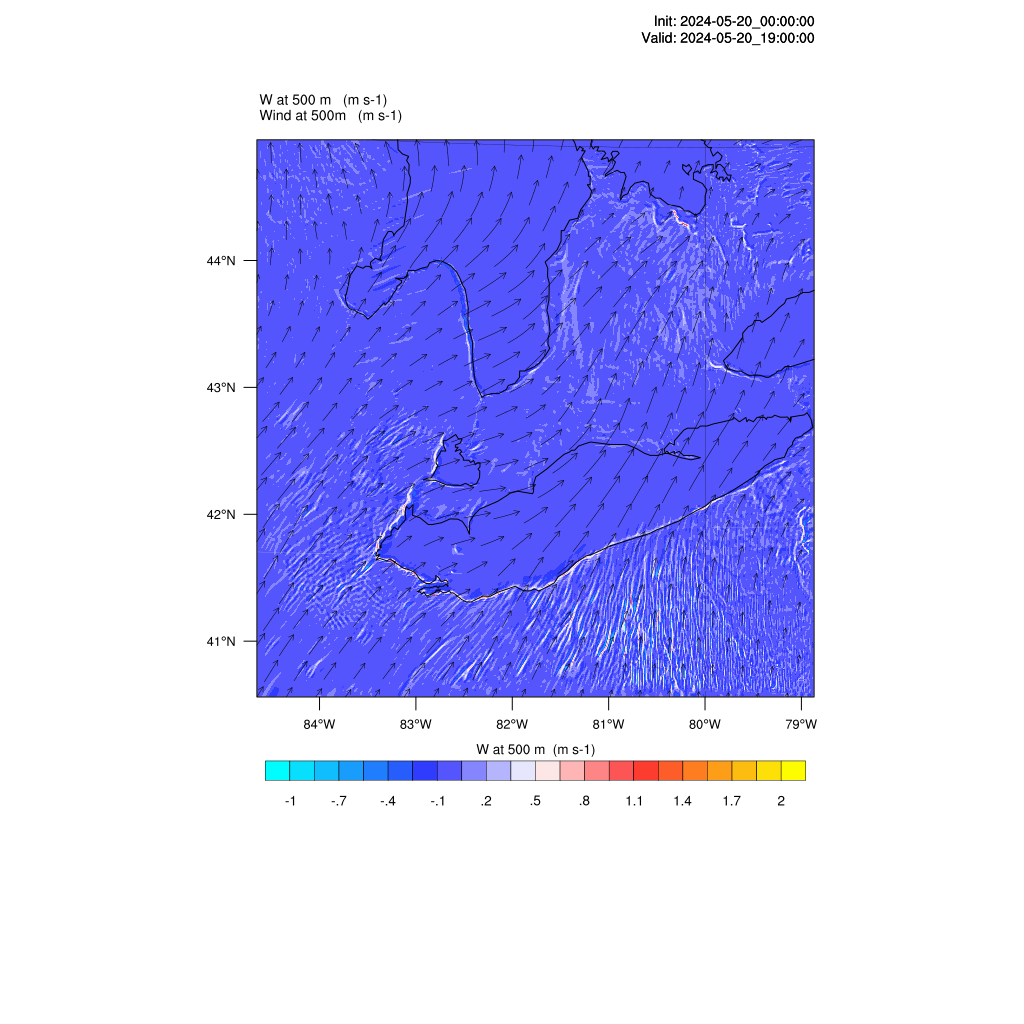 Init: 2024-05-20_00:00:00
Valid: 2024-05-20_19:00:00
W at 500 m (m s-1)
Wind at 500m (m s-1)
44°N
43°N
42°N
41°N
84°W 83°W 82°W 81°W 80°W 79°W
W at 500 m (m s-1)
-1 -.7 -.4 -.1 .2 .5 .8 1.1 1.4 1.7 2